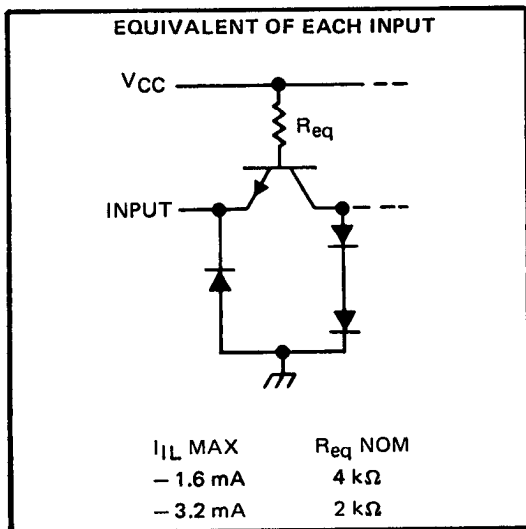 EQUIVALENT OF EACH INPUT
VCC
Req
INPUT
IIL MAX Req NOM
– 1.6 mA 4 kΩ
– 3.2 mA 2 kΩ